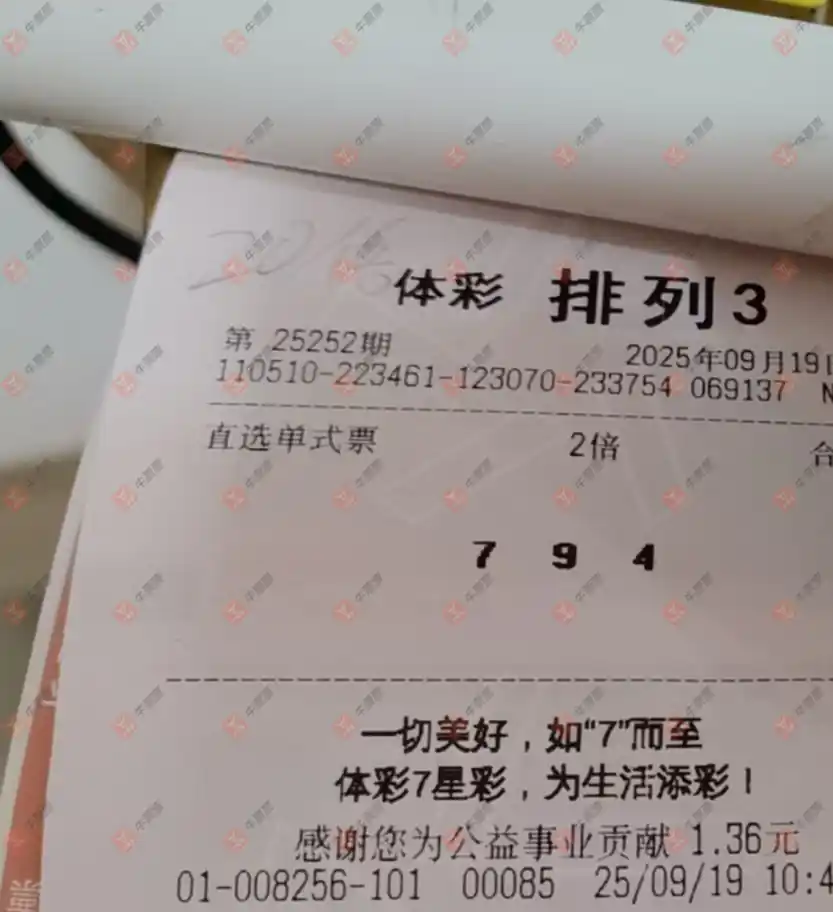 体彩 排列3
第 25252期 2025年09月19日
110510-223461-123070-233754 069137 N
直选单式票 2倍 合
7 9 4
一切美好，如“7”而至
体彩7星彩，为生活添彩！
感谢您为公益事业贡献 1.36元
01-008256-101 00085 25/09/19 10:4
票